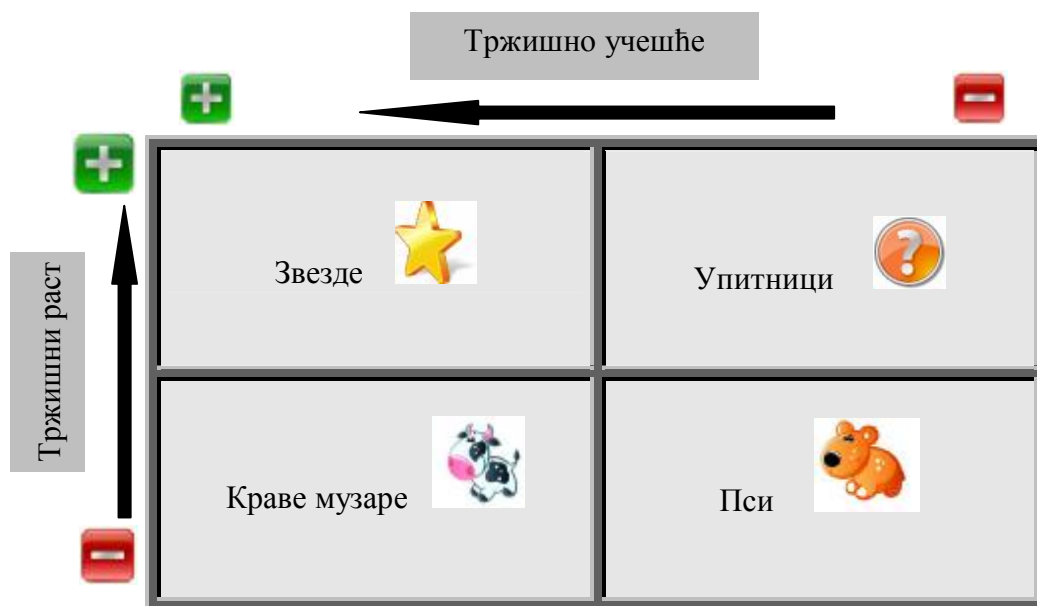 Тржишно учешће
Тржишни раст
Звезде
Упитници
Краве музаре
Пси